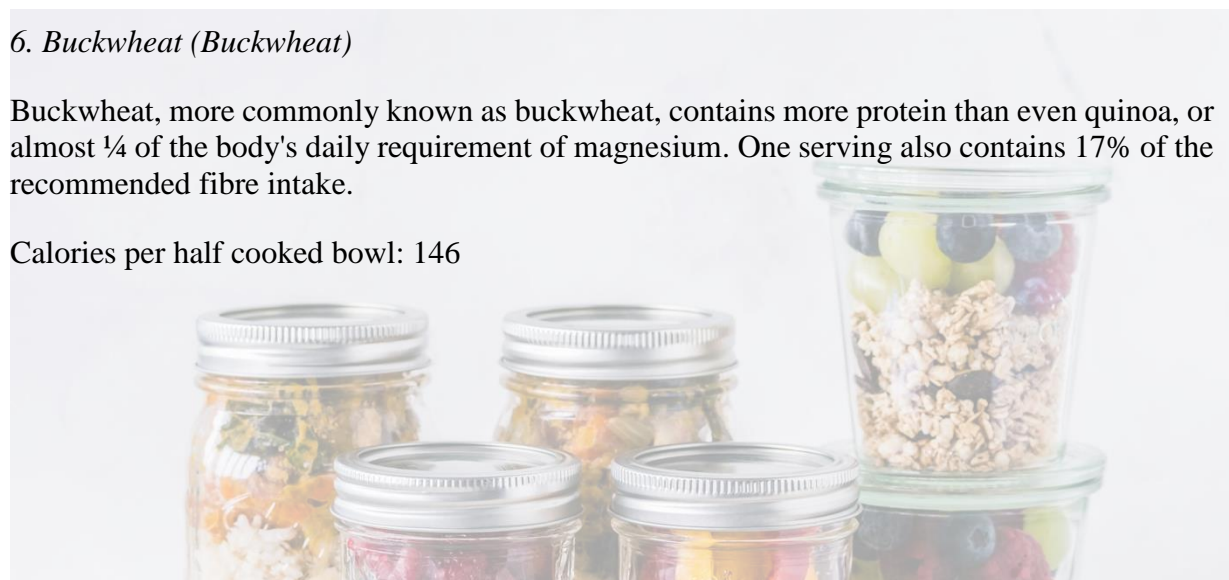 6. Buckwheat (Buckwheat)
Buckwheat, more commonly known as buckwheat, contains more protein than even quinoa, or
almost ¼ of the body's daily requirement of magnesium. One serving also contains 17% of the
recommended fibre intake.
Calories per half cooked bowl: 146